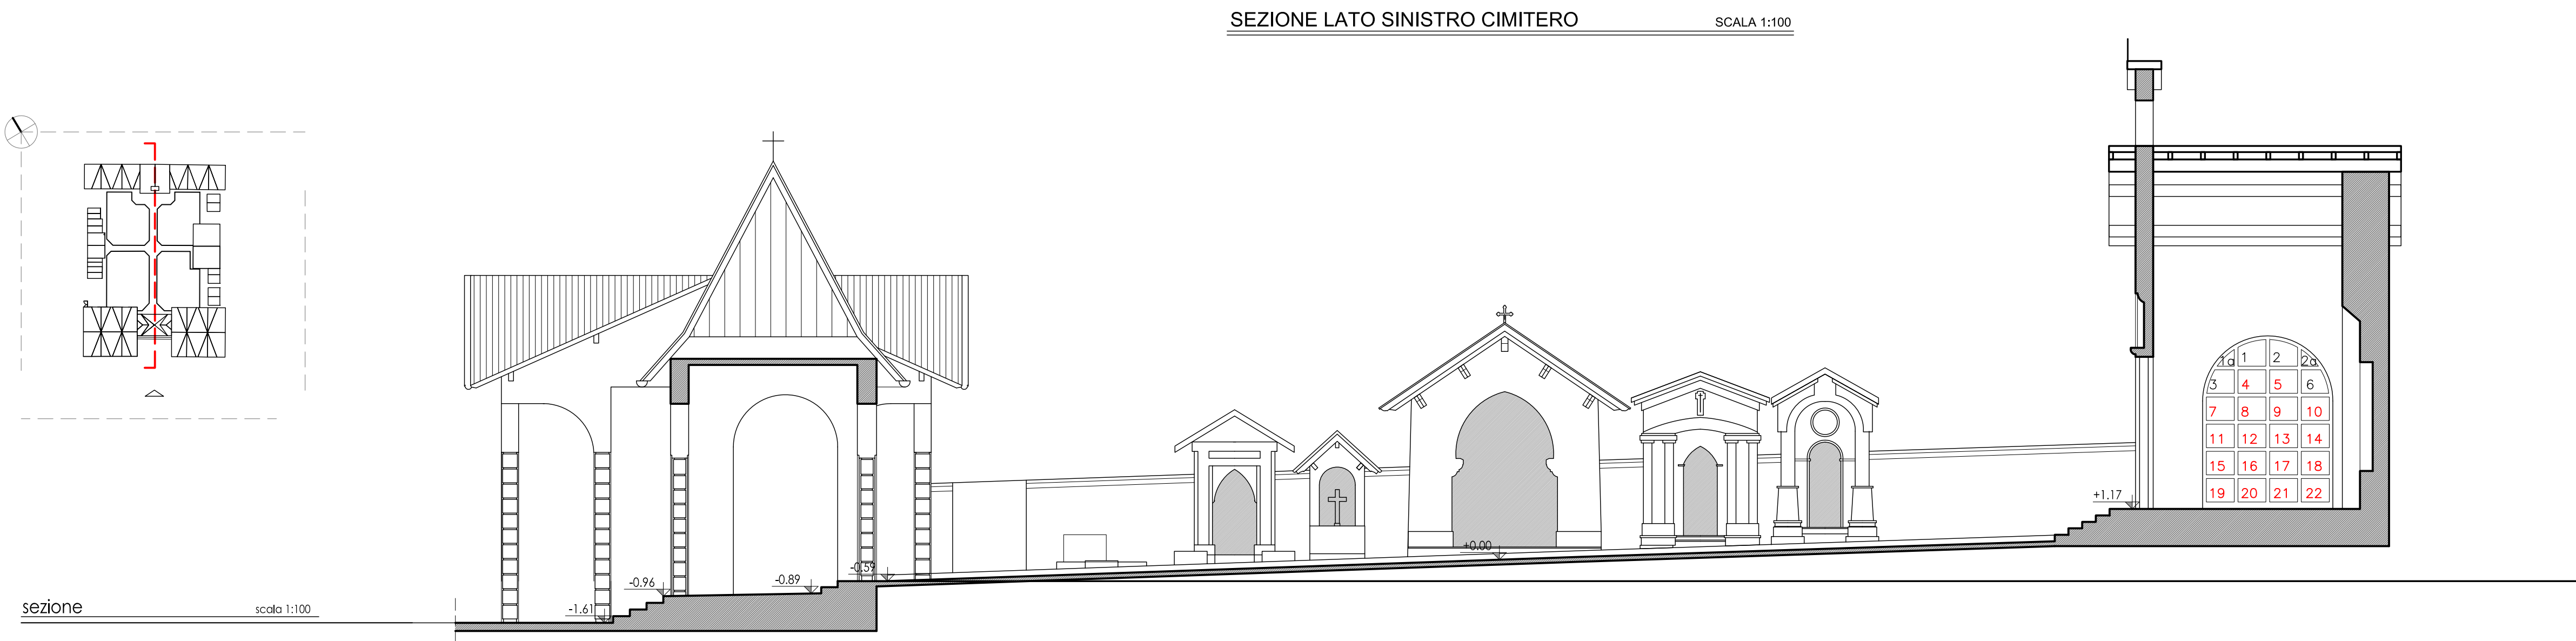 SEZIONE LATO SINISTRO CIMITERO SCALA 1:100
1a 1 2 2a
3 4 5 6
7 8 9 10
11 12 13 14
15 16 17 18
19 20 21 22
+1.17
+0.00
-0.59
-0.89
-0.96
-1.61
sezione scala 1:100